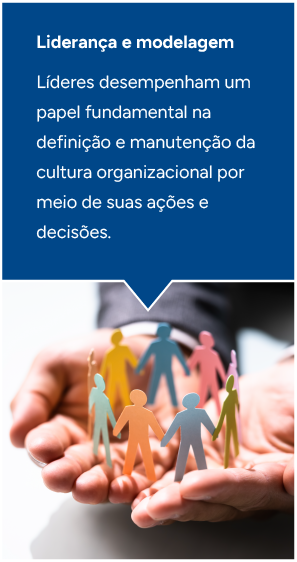 Liderança e modelagem
Líderes desempenham um
papel fundamental na
definição e manutenção da
cultura organizacional por
meio de suas ações e
decisões.